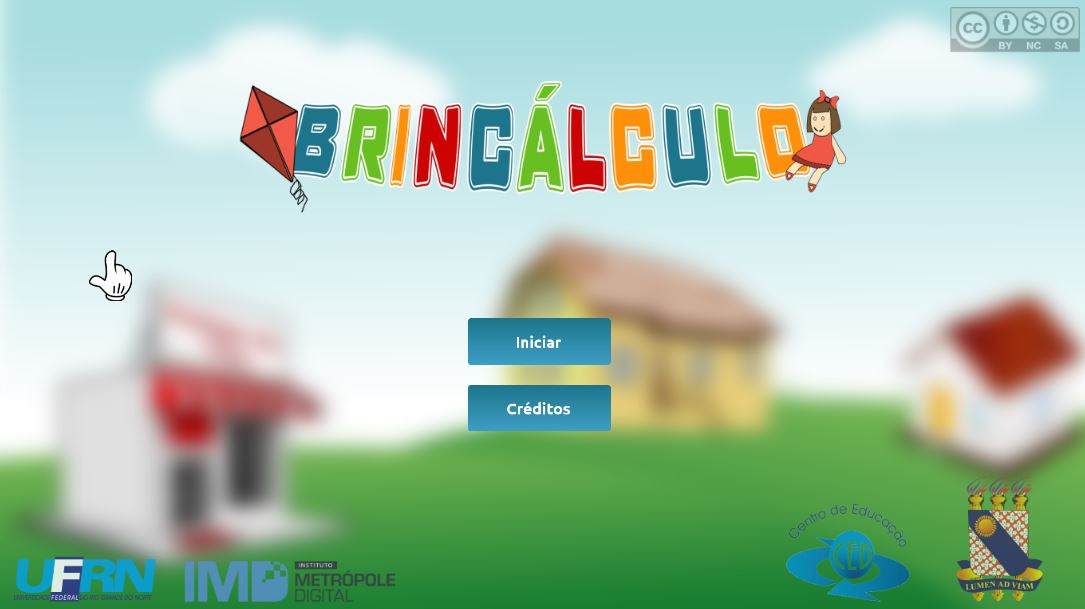 cc
BY NC SA
BRINCÁLCULO
Iniciar
Créditos
Centro de Educação
CED
LUMEN AD VIAM
UFRN
UNIVERSIDADE FEDERAL DO RIO GRANDE DO NORTE
IMD
INSTITUTO
METRÓPOLE
DIGITAL